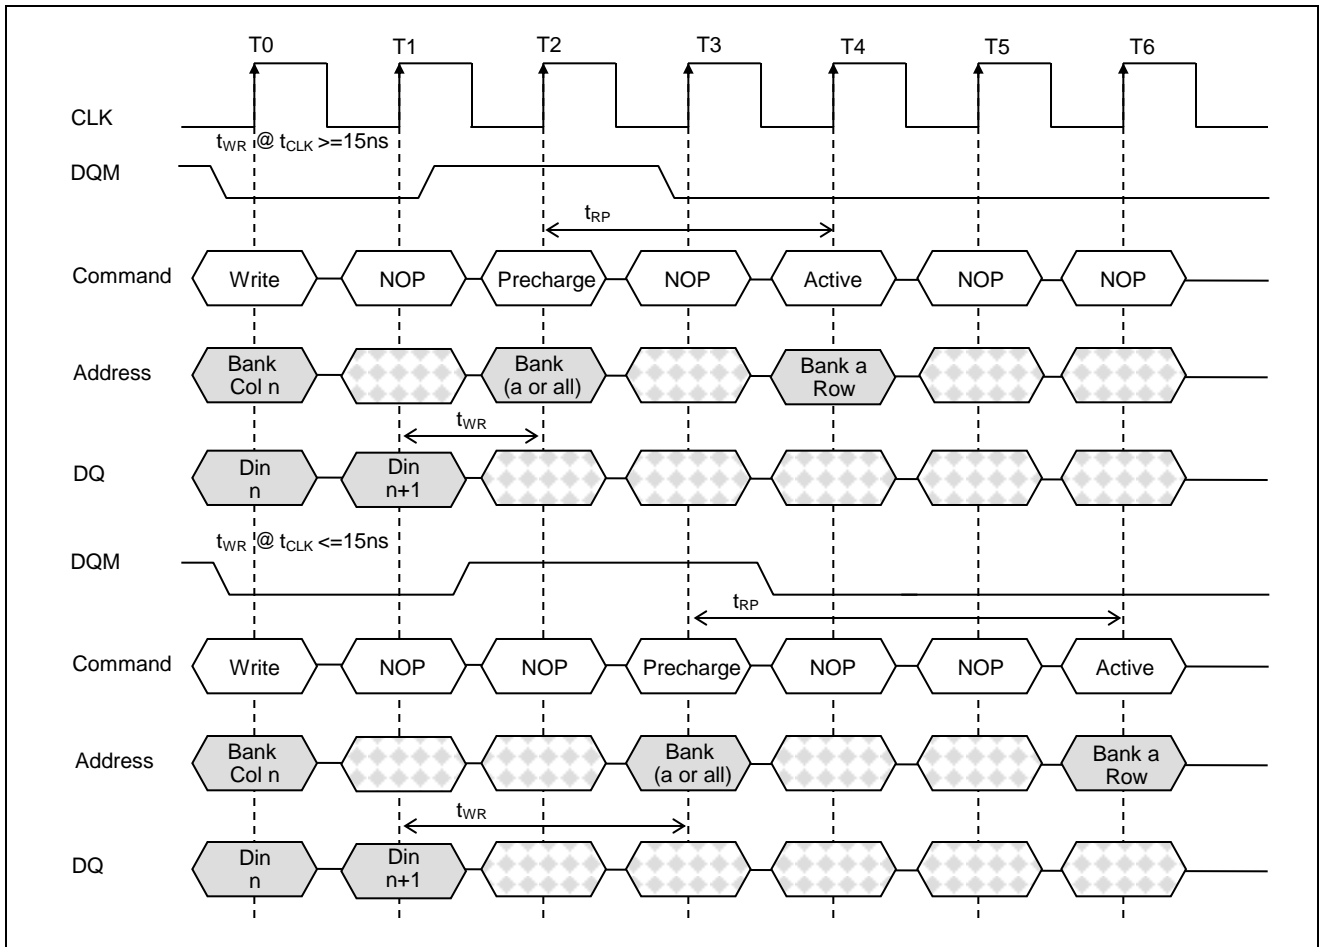 T0 T1 T2 T3 T4 T5 T6
CLK
tWR @ tCLK >=15ns
DQM
tRP
Command Write NOP Precharge NOP Active NOP NOP
Address Bank Col n Bank (a or all) Bank a Row
tWR
DQ Din n Din n+1
tWR @ tCLK <=15ns
DQM
tRP
Command Write NOP NOP Precharge NOP NOP Active
Address Bank Col n Bank (a or all) Bank a Row
tWR
DQ Din n Din n+1